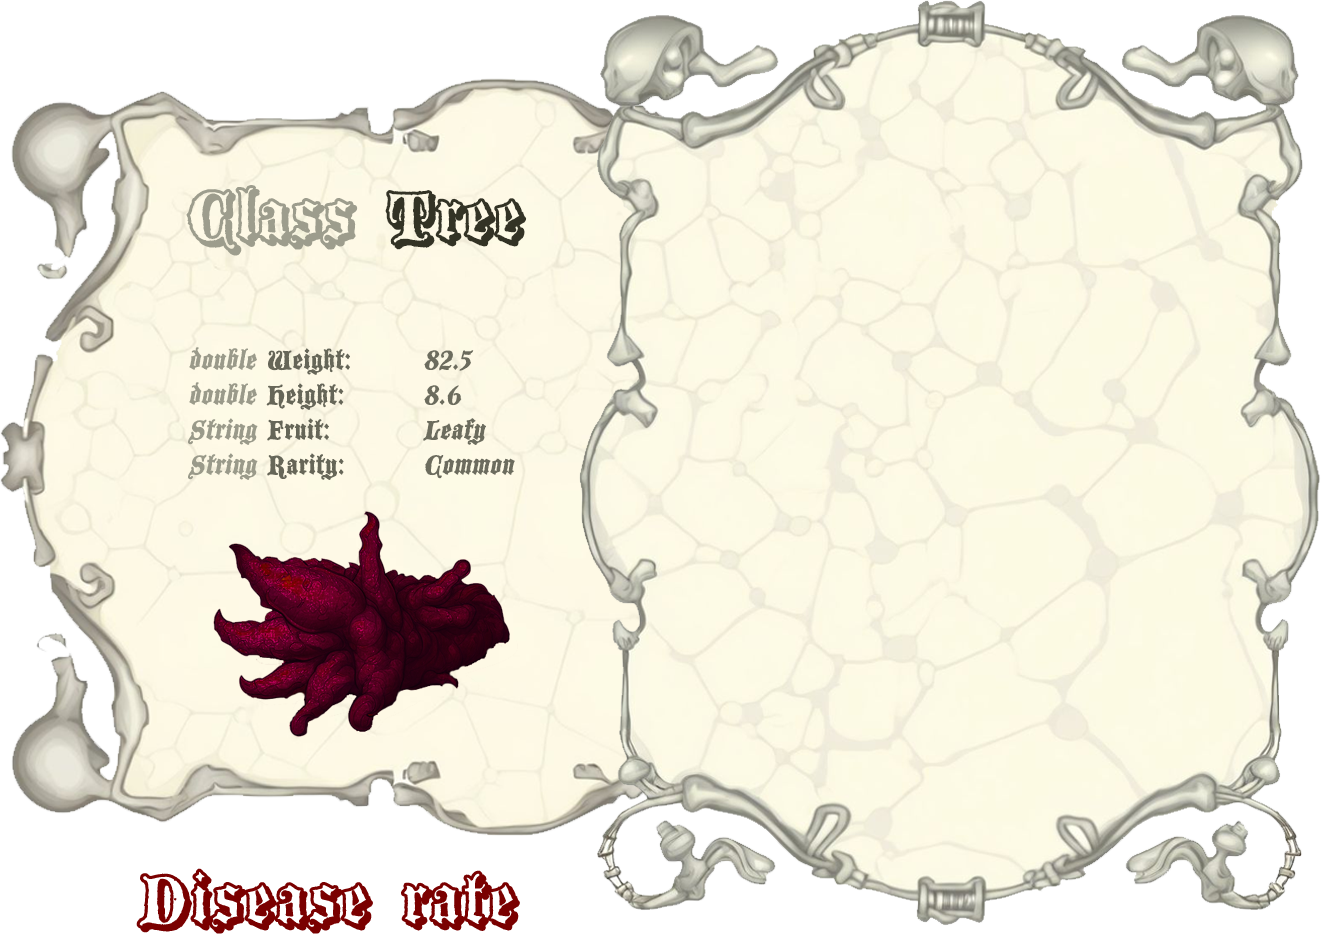 Class Tree
double Weight: 82.5
double Height: 8.6
String Fruit: Leafy
String Rarity: Common
Disease rate